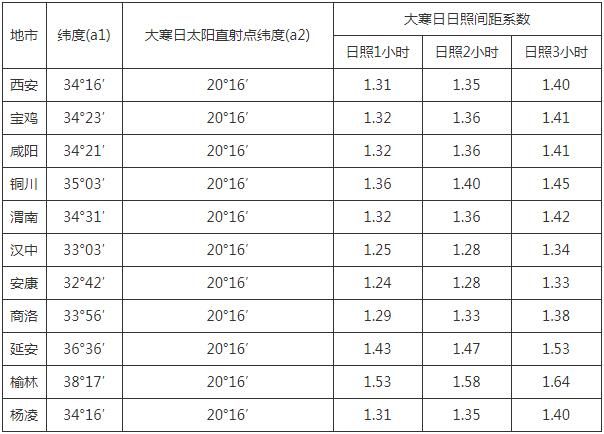 地市 纬度(a1) 大寒日太阳直射点纬度(a2) 大寒日日照间距系数
日照1小时 日照2小时 日照3小时
西安 34°16′ 20°16′ 1.31 1.35 1.40
宝鸡 34°23′ 20°16′ 1.32 1.36 1.41
咸阳 34°21′ 20°16′ 1.32 1.36 1.41
铜川 35°03′ 20°16′ 1.36 1.40 1.45
渭南 34°31′ 20°16′ 1.32 1.36 1.42
汉中 33°03′ 20°16′ 1.25 1.28 1.34
安康 32°42′ 20°16′ 1.24 1.28 1.33
商洛 33°56′ 20°16′ 1.29 1.33 1.38
延安 36°36′ 20°16′ 1.43 1.47 1.53
榆林 38°17′ 20°16′ 1.53 1.58 1.64
杨凌 34°16′ 20°16′ 1.31 1.35 1.40